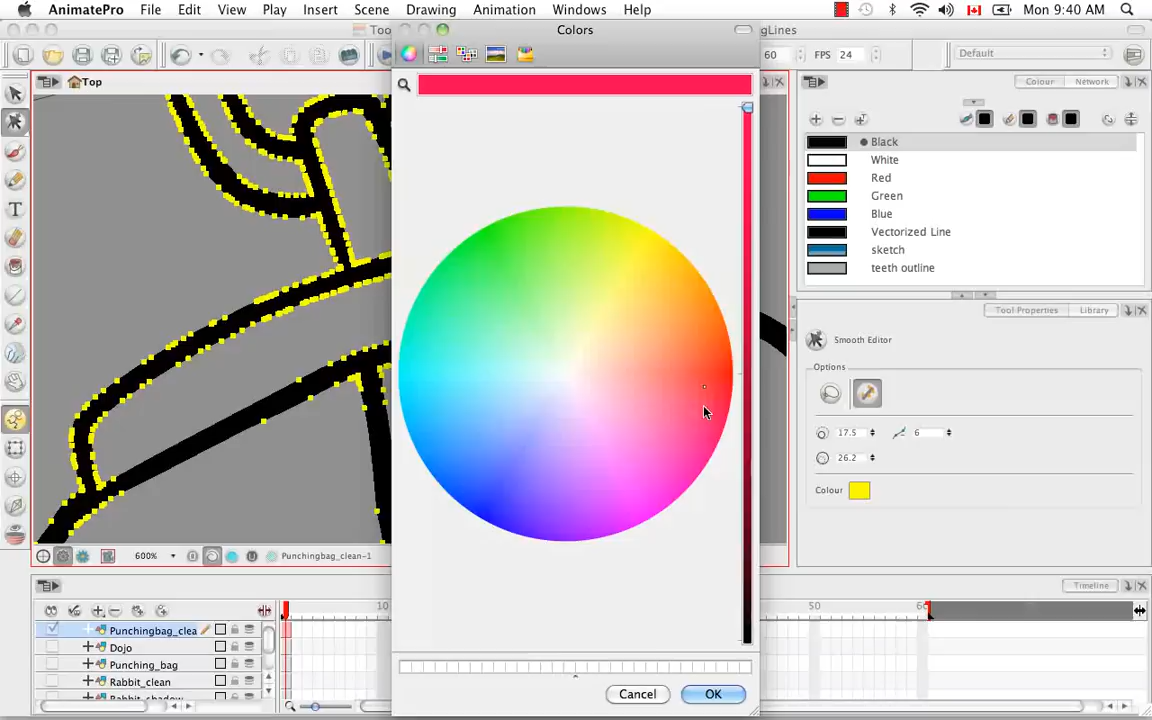 AnimatePro File Edit View Play Insert Scene Drawing Animation Windows Help Mon 9:40 AM
Colors
60 FPS 24 Default
Top
Colour Network
Black
White
Red
Green
Blue
Vectorized Line
sketch
teeth outline
Tool Properties Library
Smooth Editor
Options
17.5 6
26.2
Colour
600% Punchingbag_clean-1
Timeline
10 50 60
Punchingbag_clea
Dojo
Punching_bag
Rabbit_clean
Rabbit_shadow
Cancel OK